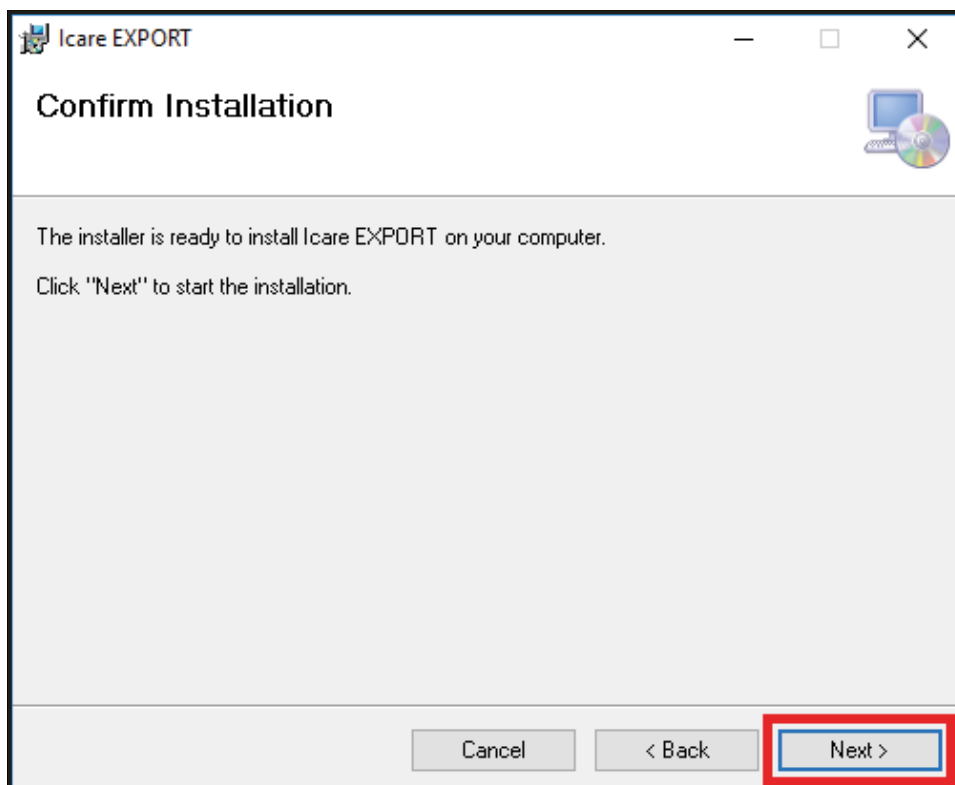 Icare EXPORT
Confirm Installation
The installer is ready to install Icare EXPORT on your computer.
Click "Next" to start the installation.
Cancel
< Back
Next >